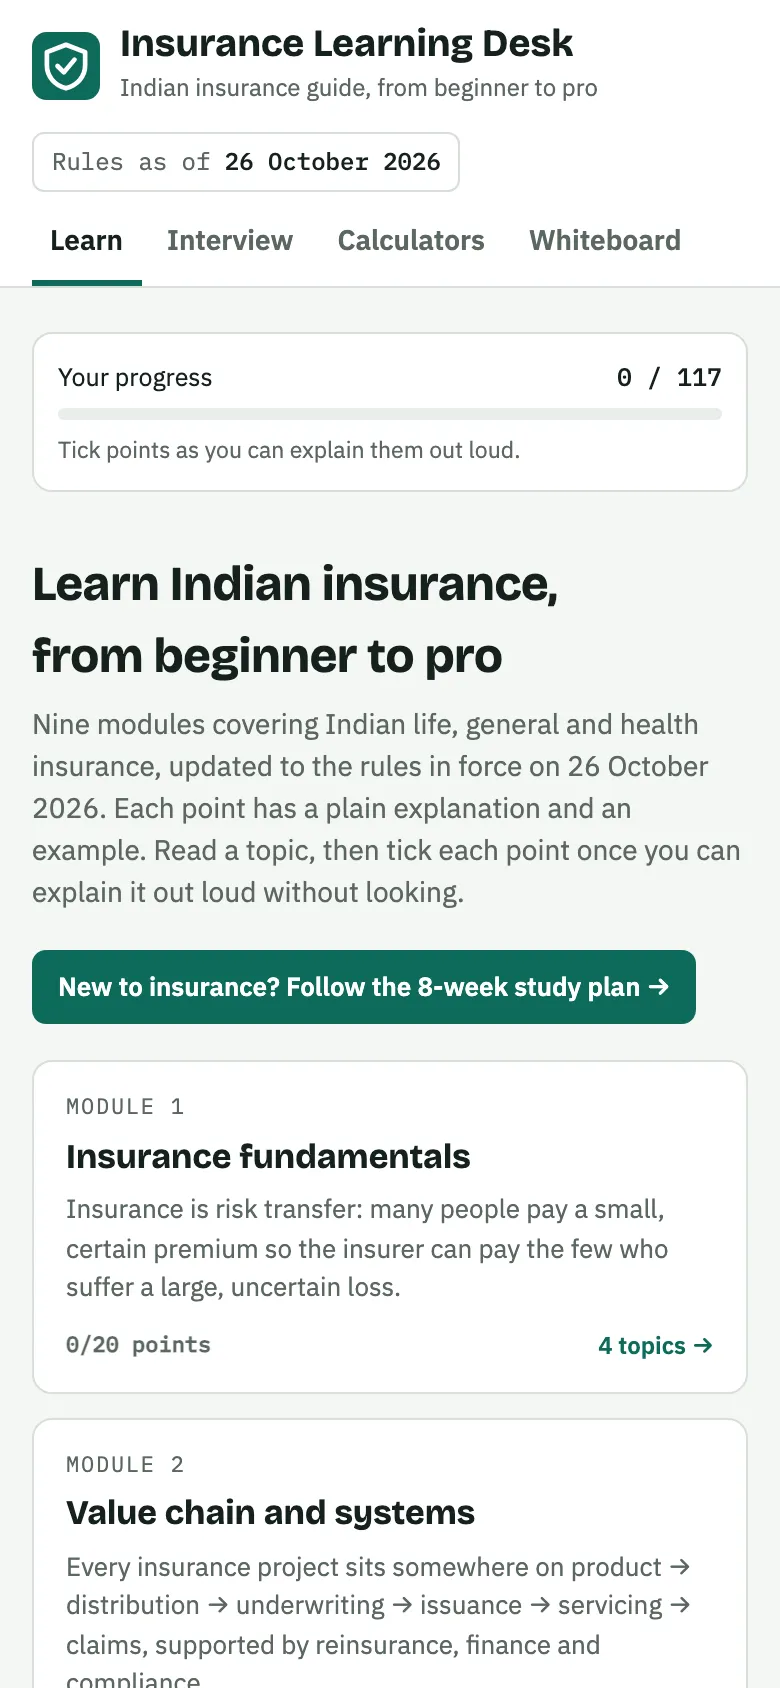 Insurance Learning Desk
Indian insurance guide, from beginner to pro
Rules as of 26 October 2026
Learn Interview Calculators Whiteboard
Your progress 0 / 117
Tick points as you can explain them out loud.
Learn Indian insurance,
from beginner to pro
Nine modules covering Indian life, general and health
insurance, updated to the rules in force on 26 October
2026. Each point has a plain explanation and an
example. Read a topic, then tick each point once you can
explain it out loud without looking.
New to insurance? Follow the 8-week study plan →
MODULE 1
Insurance fundamentals
Insurance is risk transfer: many people pay a small,
certain premium so the insurer can pay the few who
suffer a large, uncertain loss.
0/20 points 4 topics →
MODULE 2
Value chain and systems
Every insurance project sits somewhere on product →
distribution → underwriting → issuance → servicing →
claims, supported by reinsurance, finance and
compliance.